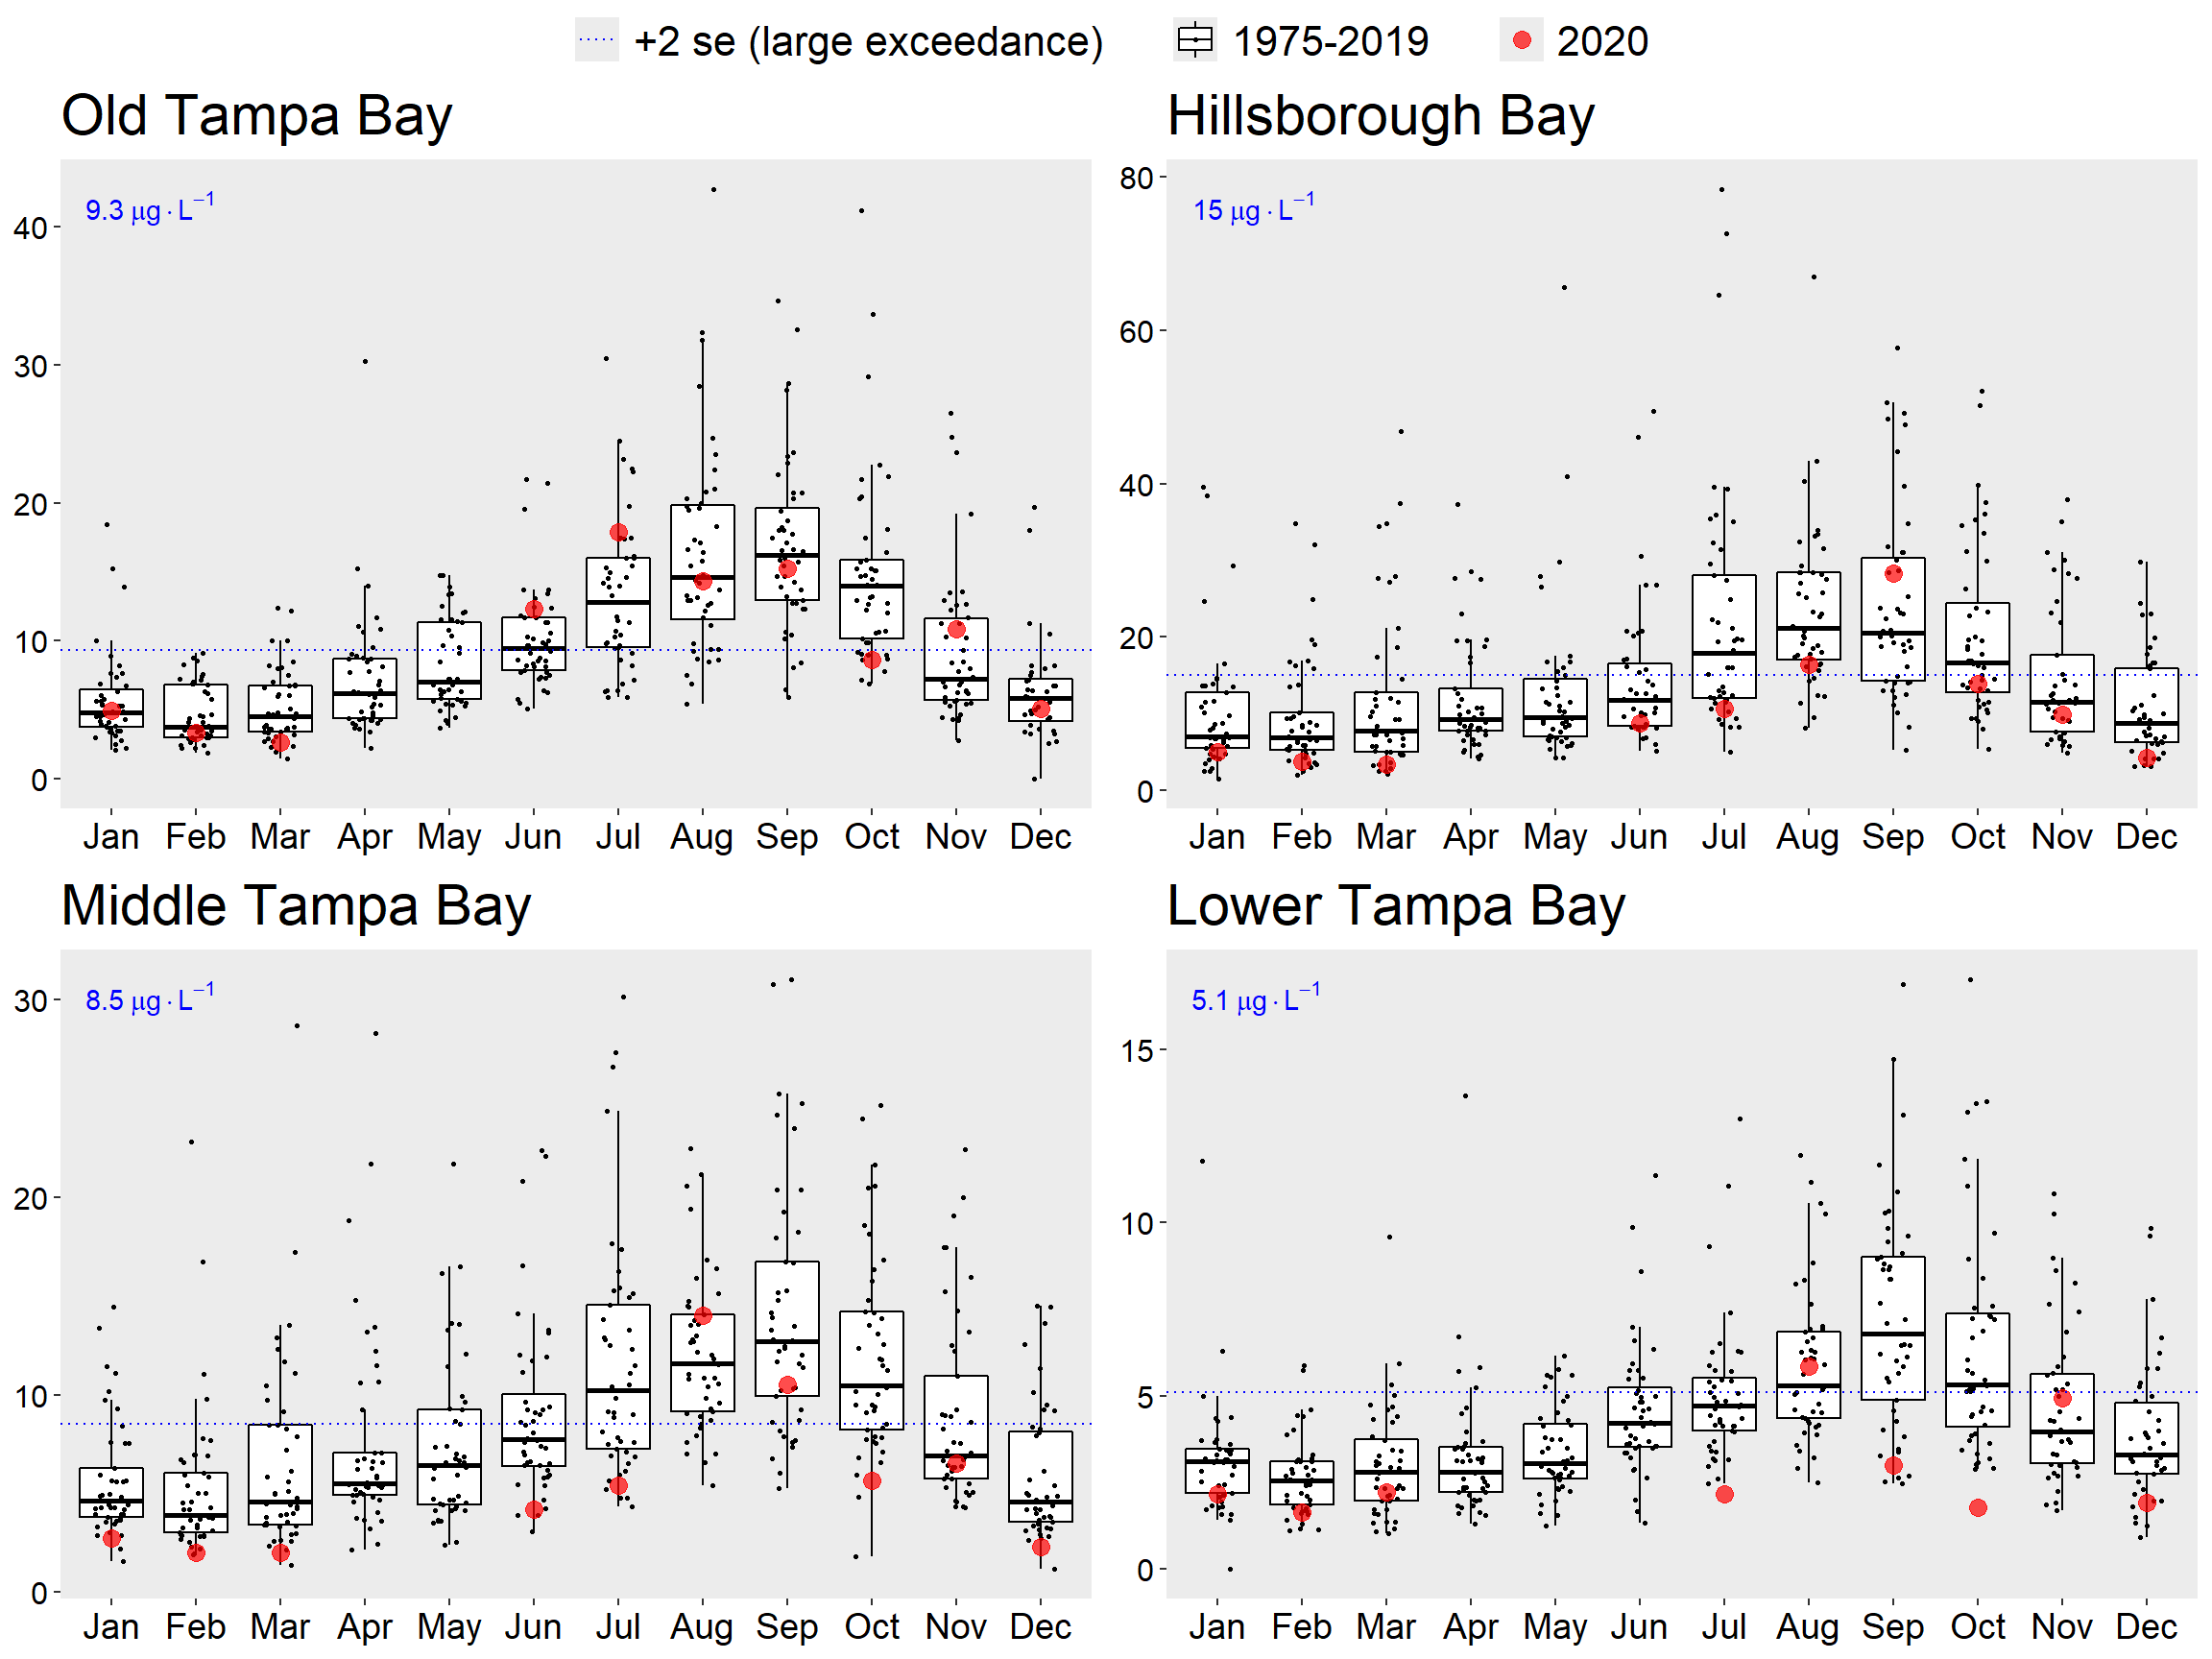 +2 se (large exceedance) 1975-2019 2020
Old Tampa Bay
9.3 µg·L⁻¹
40
30
20
10
0
Jan Feb Mar Apr May Jun Jul Aug Sep Oct Nov Dec
Hillsborough Bay
15 µg·L⁻¹
80
60
40
20
0
Jan Feb Mar Apr May Jun Jul Aug Sep Oct Nov Dec
Middle Tampa Bay
8.5 µg·L⁻¹
30
20
10
0
Jan Feb Mar Apr May Jun Jul Aug Sep Oct Nov Dec
Lower Tampa Bay
5.1 µg·L⁻¹
15
10
5
0
Jan Feb Mar Apr May Jun Jul Aug Sep Oct Nov Dec